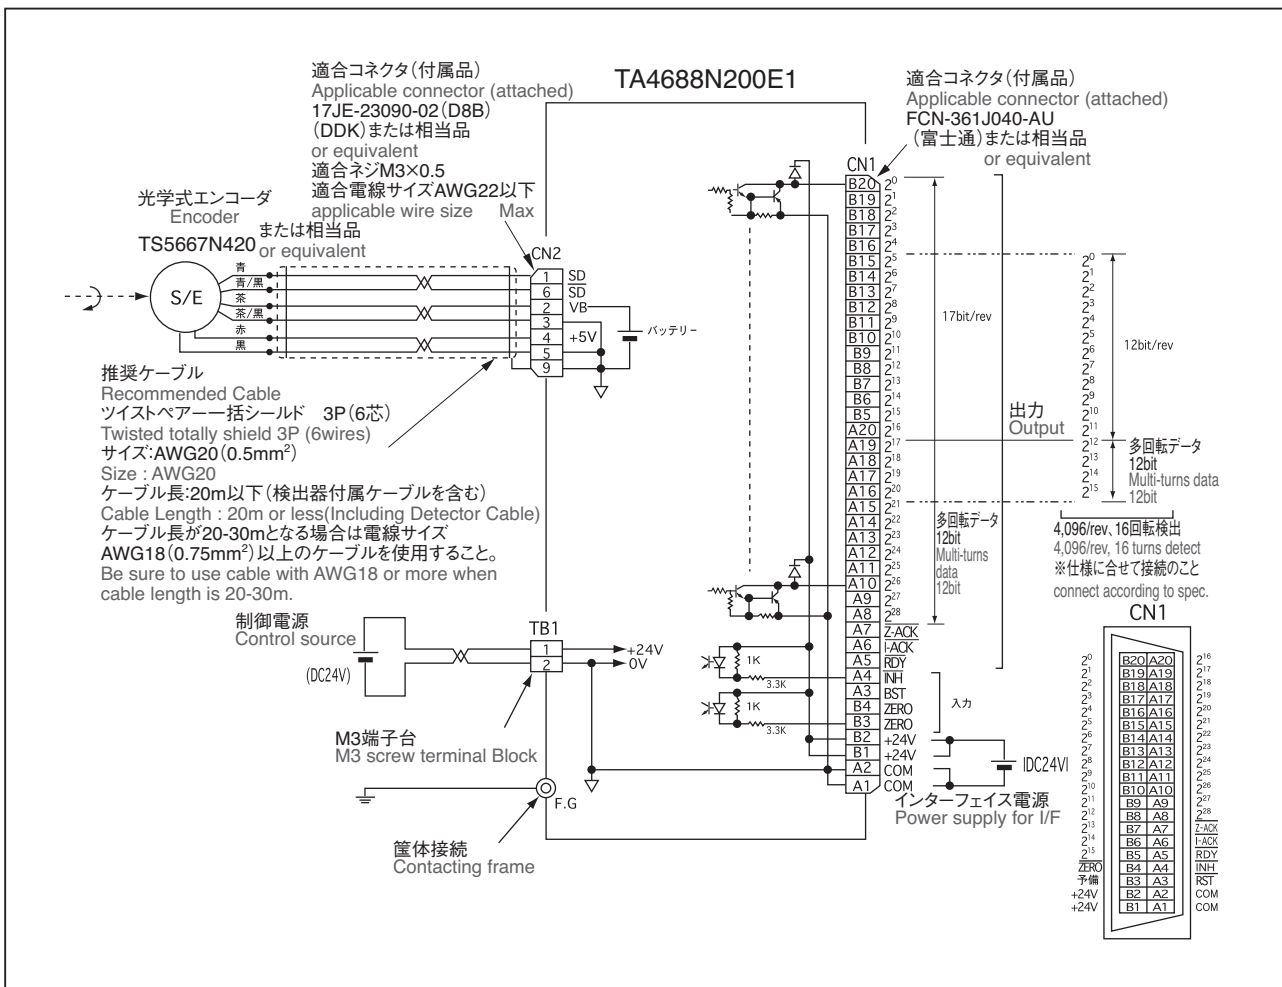 TA4688N200E1
適合コネクタ(付属品)
Applicable connector (attached)
17JE-23090-02(D8B)
(DDK)または相当品
or equivalent
適合ネジM3×0.5
適合電線サイズAWG22以下
applicable wire size Max
適合コネクタ(付属品)
Applicable connector (attached)
FCN-361J040-AU
(富士通)または相当品
or equivalent
光学式エンコーダ
Encoder
TS5667N420
または相当品
or equivalent
S/E
青
青/黒
茶
茶/黒
赤
黒
CN2
1 SD
6 SD
2 VB
3
4 +5V
5
9
バッテリー
推奨ケーブル
Recommended Cable
ツイストペアー一括シールド 3P(6芯)
Twisted totally shield 3P (6wires)
サイズ:AWG20(0.5mm²)
Size : AWG20
ケーブル長:20m以下(検出器付属ケーブルを含む)
Cable Length : 20m or less(Including Detector Cable)
ケーブル長が20-30mとなる場合は電線サイズ
AWG18(0.75mm²)以上のケーブルを使用すること。
Be sure to use cable with AWG18 or more when
cable length is 20-30m.
制御電源
Control source
(DC24V)
TB1
1 +24V
2 0V
M3端子台
M3 screw terminal Block
F.G
筐体接続
Contacting frame
1K
3.3K
1K
3.3K
CN1
B20 2⁰
B19 2¹
B18 2²
B17 2³
B16 2⁴
B15 2⁵
B14 2⁶
B13 2⁷
B12 2⁸
B11 2⁹
B10 2¹⁰
B9 2¹¹
B8 2¹²
B7 2¹³
B6 2¹⁴
B5 2¹⁵
A20 2¹⁶
A19 2¹⁷
A18 2¹⁸
A17 2¹⁹
A16 2²⁰
A15 2²¹
A14 2²²
A13 2²³
A12 2²⁴
A11 2²⁵
A10 2²⁶
A9 2²⁷
A8 2²⁸
A7 Z-ACK
A6 I-ACK
A5 RDY
A4 INH
A3 BST
B4 ZERO
B3 ZERO
B2 +24V
B1 +24V
A2 COM
A1 COM
17bit/rev
多回転データ
12bit
Multi-turns
data
12bit
出力
Output
入力
IDC24VI
インターフェイス電源
Power supply for I/F
2⁰
2¹
2²
2³
2⁴
2⁵
2⁶
2⁷
2⁸
2⁹
2¹⁰
2¹¹
2¹²
2¹³
2¹⁴
2¹⁵
12bit/rev
多回転データ
12bit
Multi-turns data
12bit
4,096/rev、16回転検出
4,096/rev, 16 turns detect
※仕様に合せて接続のこと
connect according to spec.
CN1
2⁰ B20 A20 2¹⁶
2¹ B19 A19 2¹⁷
2² B18 A18 2¹⁸
2³ B17 A17 2¹⁹
2⁴ B16 A16 2²⁰
2⁵ B15 A15 2²¹
2⁶ B14 A14 2²²
2⁷ B13 A13 2²³
2⁸ B12 A12 2²⁴
2⁹ B11 A11 2²⁵
2¹⁰ B10 A10 2²⁶
2¹¹ B9 A9 2²⁷
2¹² B8 A8 2²⁸
2¹³ B7 A7 Z-ACK
2¹⁴ B6 A6 I-ACK
2¹⁵ B5 A5 RDY
ZERO B4 A4 INH
予備 B3 A3 RST
+24V B2 A2 COM
+24V B1 A1 COM